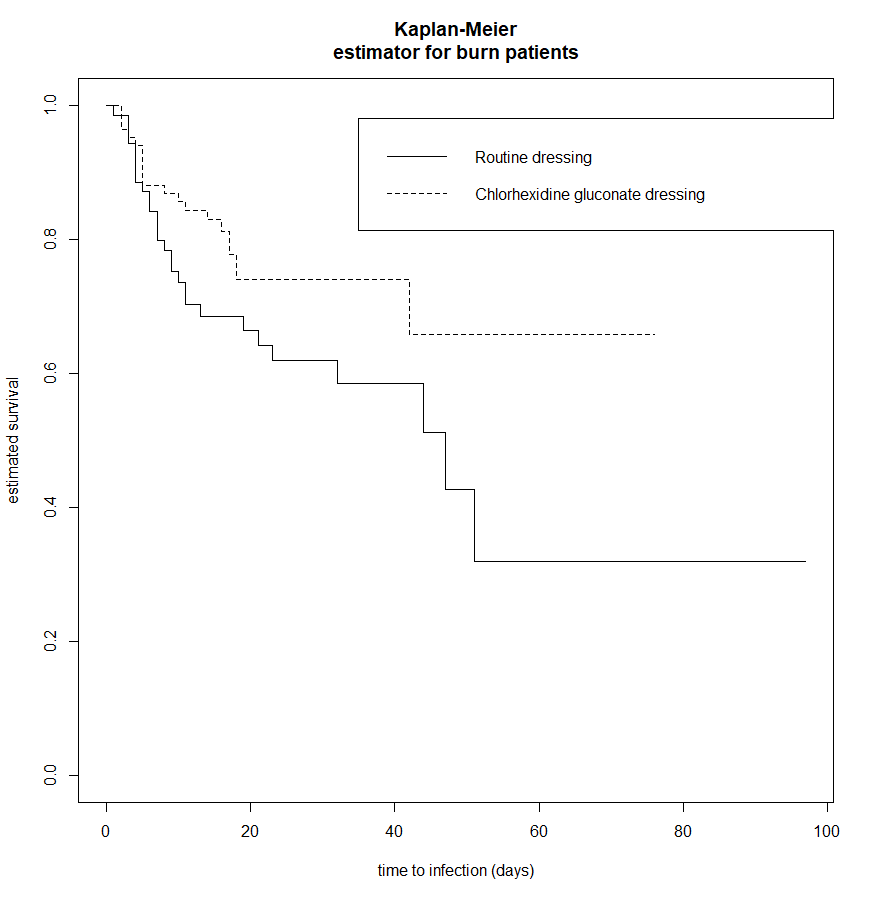 Kaplan-Meier
estimator for burn patients
Routine dressing
Chlorhexidine gluconate dressing
estimated survival
1.0
0.8
0.6
0.4
0.2
0.0
0 20 40 60 80 100
time to infection (days)